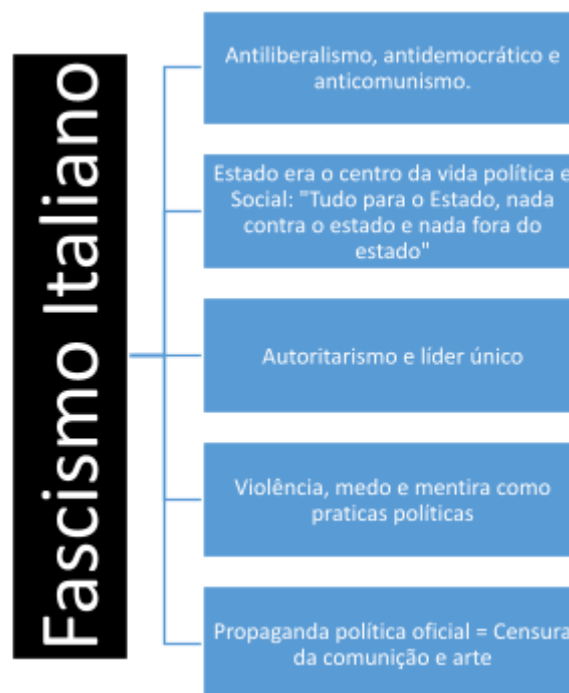 Fascismo Italiano
Antiliberalismo, antidemocrático e
anticomunismo.
Estado era o centro da vida política e
Social: "Tudo para o Estado, nada
contra o estado e nada fora do
estado"
Autoritarismo e líder único
Violência, medo e mentira como
praticas políticas
Propaganda política oficial = Censura
da comunição e arte